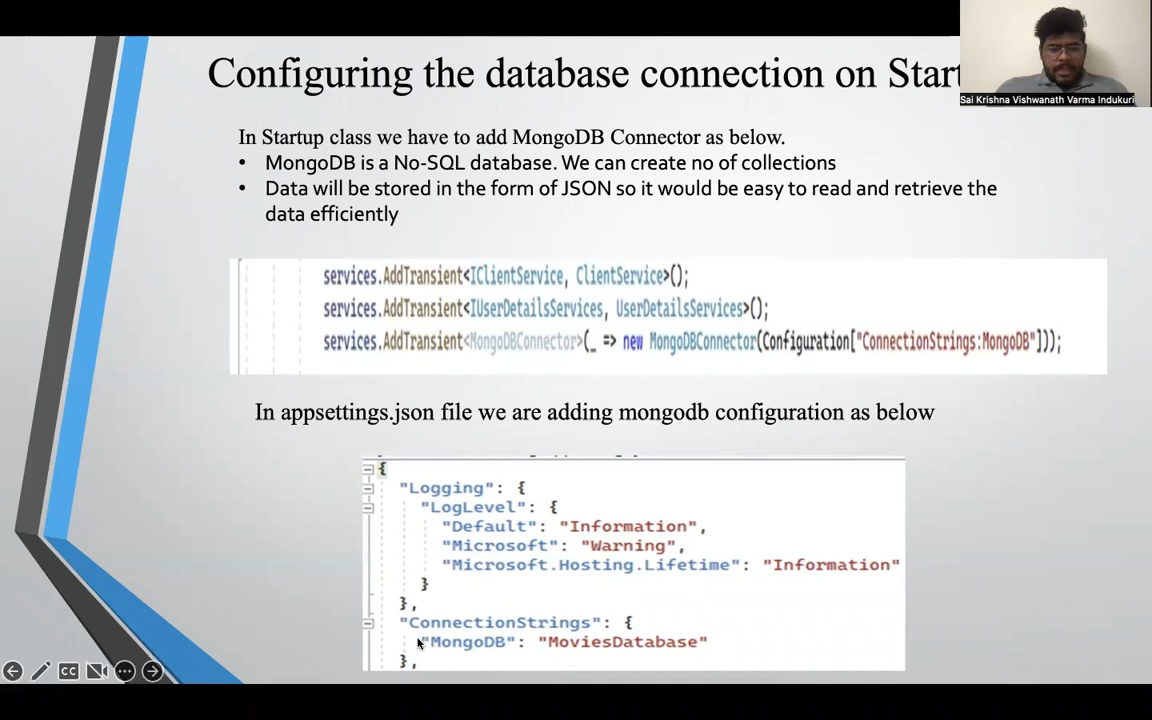 Configuring the database connection on Start
Sai Krishna Vishwanath Varma Indukuri
In Startup class we have to add MongoDB Connector as below.
• MongoDB is a No-SQL database. We can create no of collections
• Data will be stored in the form of JSON so it would be easy to read and retrieve the
data efficiently
services.AddTransient<IClientService, ClientService>();
services.AddTransient<IUserDetailsServices, UserDetailsServices>();
services.AddTransient<MongoDBConnector>(_ => new MongoDBConnector(Configuration["ConnectionStrings:MongoDB"]));
In appsettings.json file we are adding mongodb configuration as below
{
"Logging": {
"LogLevel": {
"Default": "Information",
"Microsoft": "Warning",
"Microsoft.Hosting.Lifetime": "Information"
}
},
"ConnectionStrings": {
"MongoDB": "MoviesDatabase"
},
CC